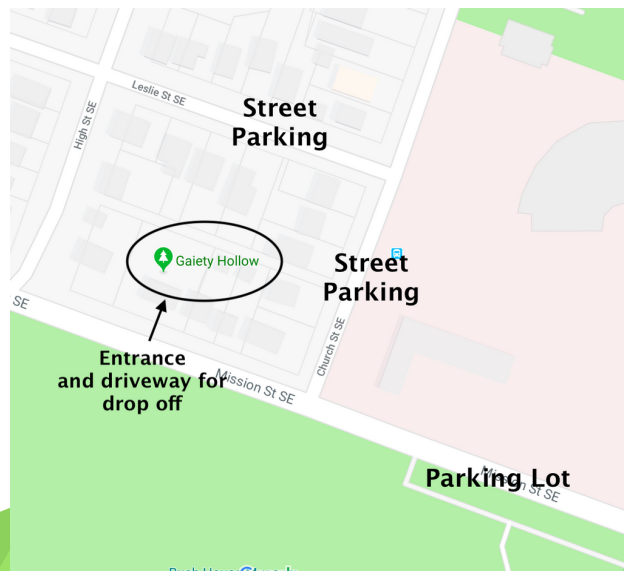 Leslie St SE
Street
Parking
High St SE
Gaiety Hollow
Street
Parking
SE
Church St SE
Entrance
and driveway for
drop off
Mission St SE
Parking Lot
Mission St SE